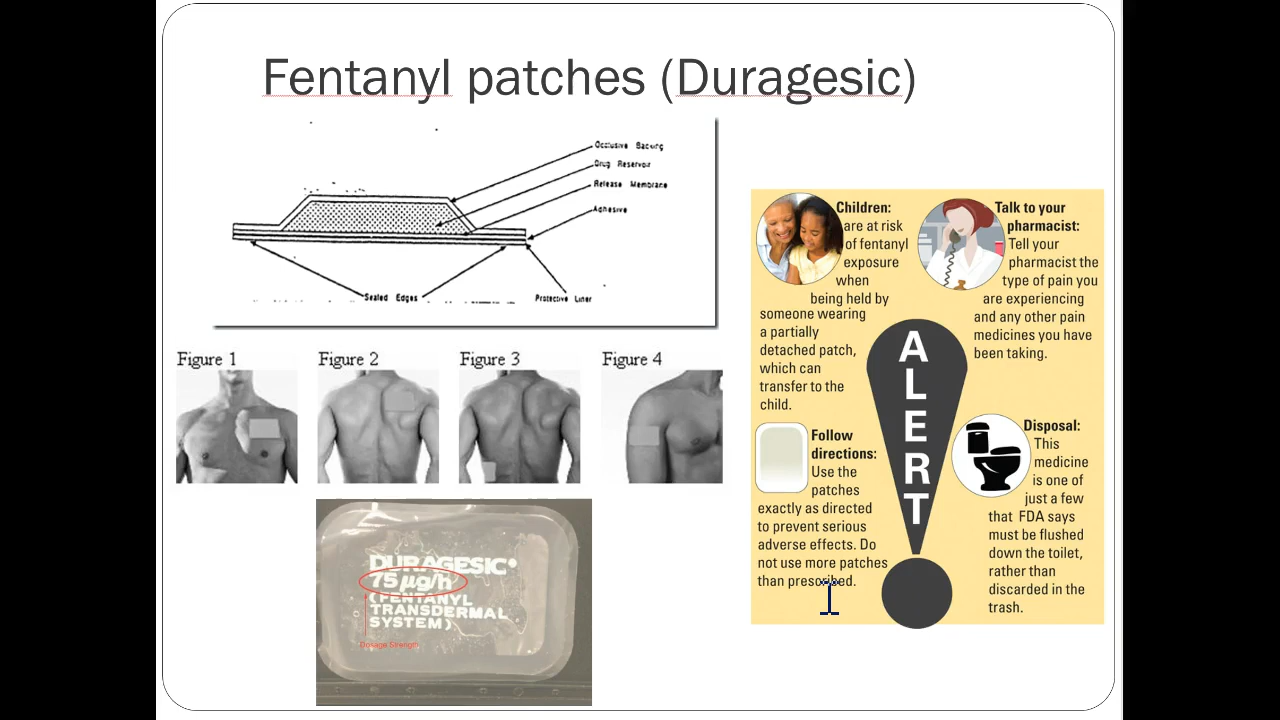 Fentanyl patches (Duragesic)
Occlusive Backing
Drug Reservoir
Release Membrane
Adhesive
Sealed Edges
Protective Liner
Figure 1
Figure 2
Figure 3
Figure 4
DURAGESIC®
75 µg/h
(FENTANYL
TRANSDERMAL
SYSTEM)
Dosage Strength
Children:
are at risk
of fentanyl
exposure
when
being held by
someone wearing
a partially
detached patch,
which can
transfer to the
child.
Talk to your
pharmacist:
Tell your
pharmacist the
type of pain you
are experiencing
and any other pain
medicines you have
been taking.
ALERT
Follow
directions:
Use the
patches
exactly as directed
to prevent serious
adverse effects. Do
not use more patches
than prescribed.
Disposal:
This
medicine
is one of
just a few
that FDA says
must be flushed
down the toilet,
rather than
discarded in the
trash.